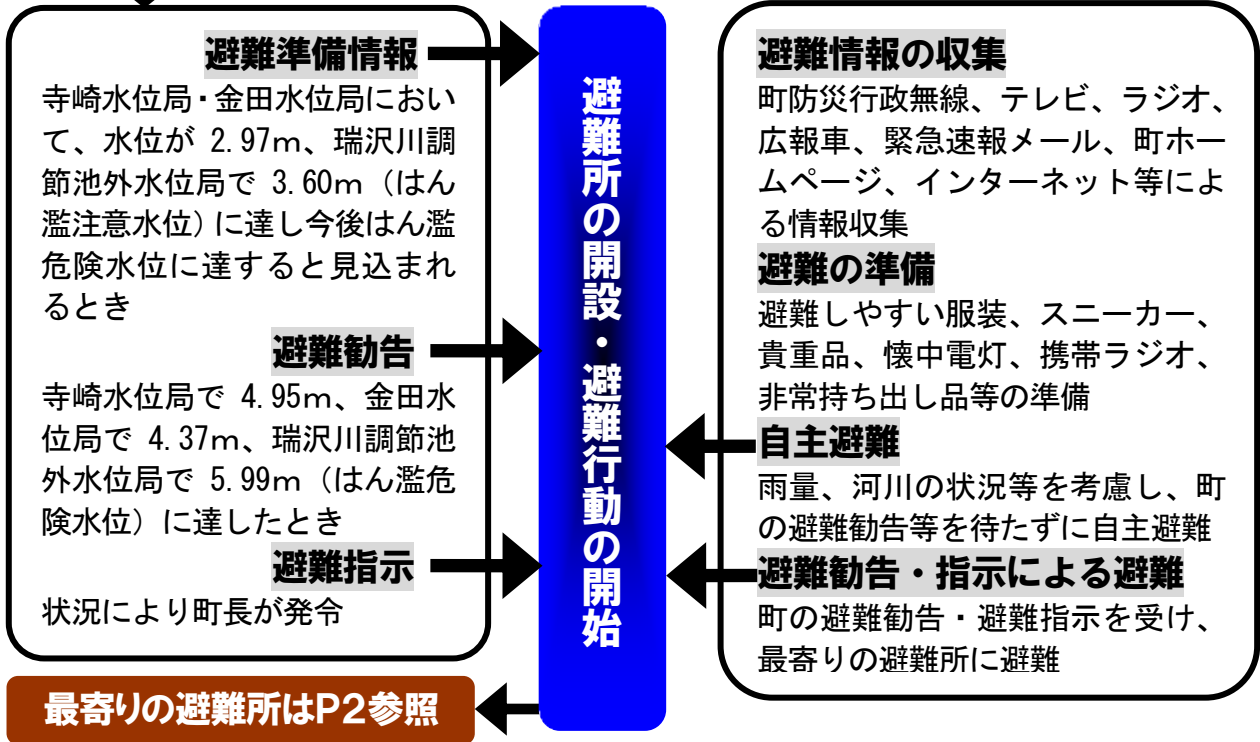 避難準備情報
寺崎水位局・金田水位局におい
て、水位が 2.97m、瑞沢川調
節池外水位局で 3.60m（はん
濫注意水位）に達し今後はん濫
危険水位に達すると見込まれ
るとき
避難勧告
寺崎水位局で 4.95m、金田水
位局で 4.37m、瑞沢川調節池
外水位局で 5.99m（はん濫危
険水位）に達したとき
避難指示
状況により町長が発令
避難所の開設・避難行動の開始
避難情報の収集
町防災行政無線、テレビ、ラジオ、
広報車、緊急速報メール、町ホー
ムページ、インターネット等によ
る情報収集
避難の準備
避難しやすい服装、スニーカー、
貴重品、懐中電灯、携帯ラジオ、
非常持ち出し品等の準備
自主避難
雨量、河川の状況等を考慮し、町
の避難勧告等を待たずに自主避難
避難勧告・指示による避難
町の避難勧告・避難指示を受け、
最寄りの避難所に避難
最寄りの避難所はP2参照